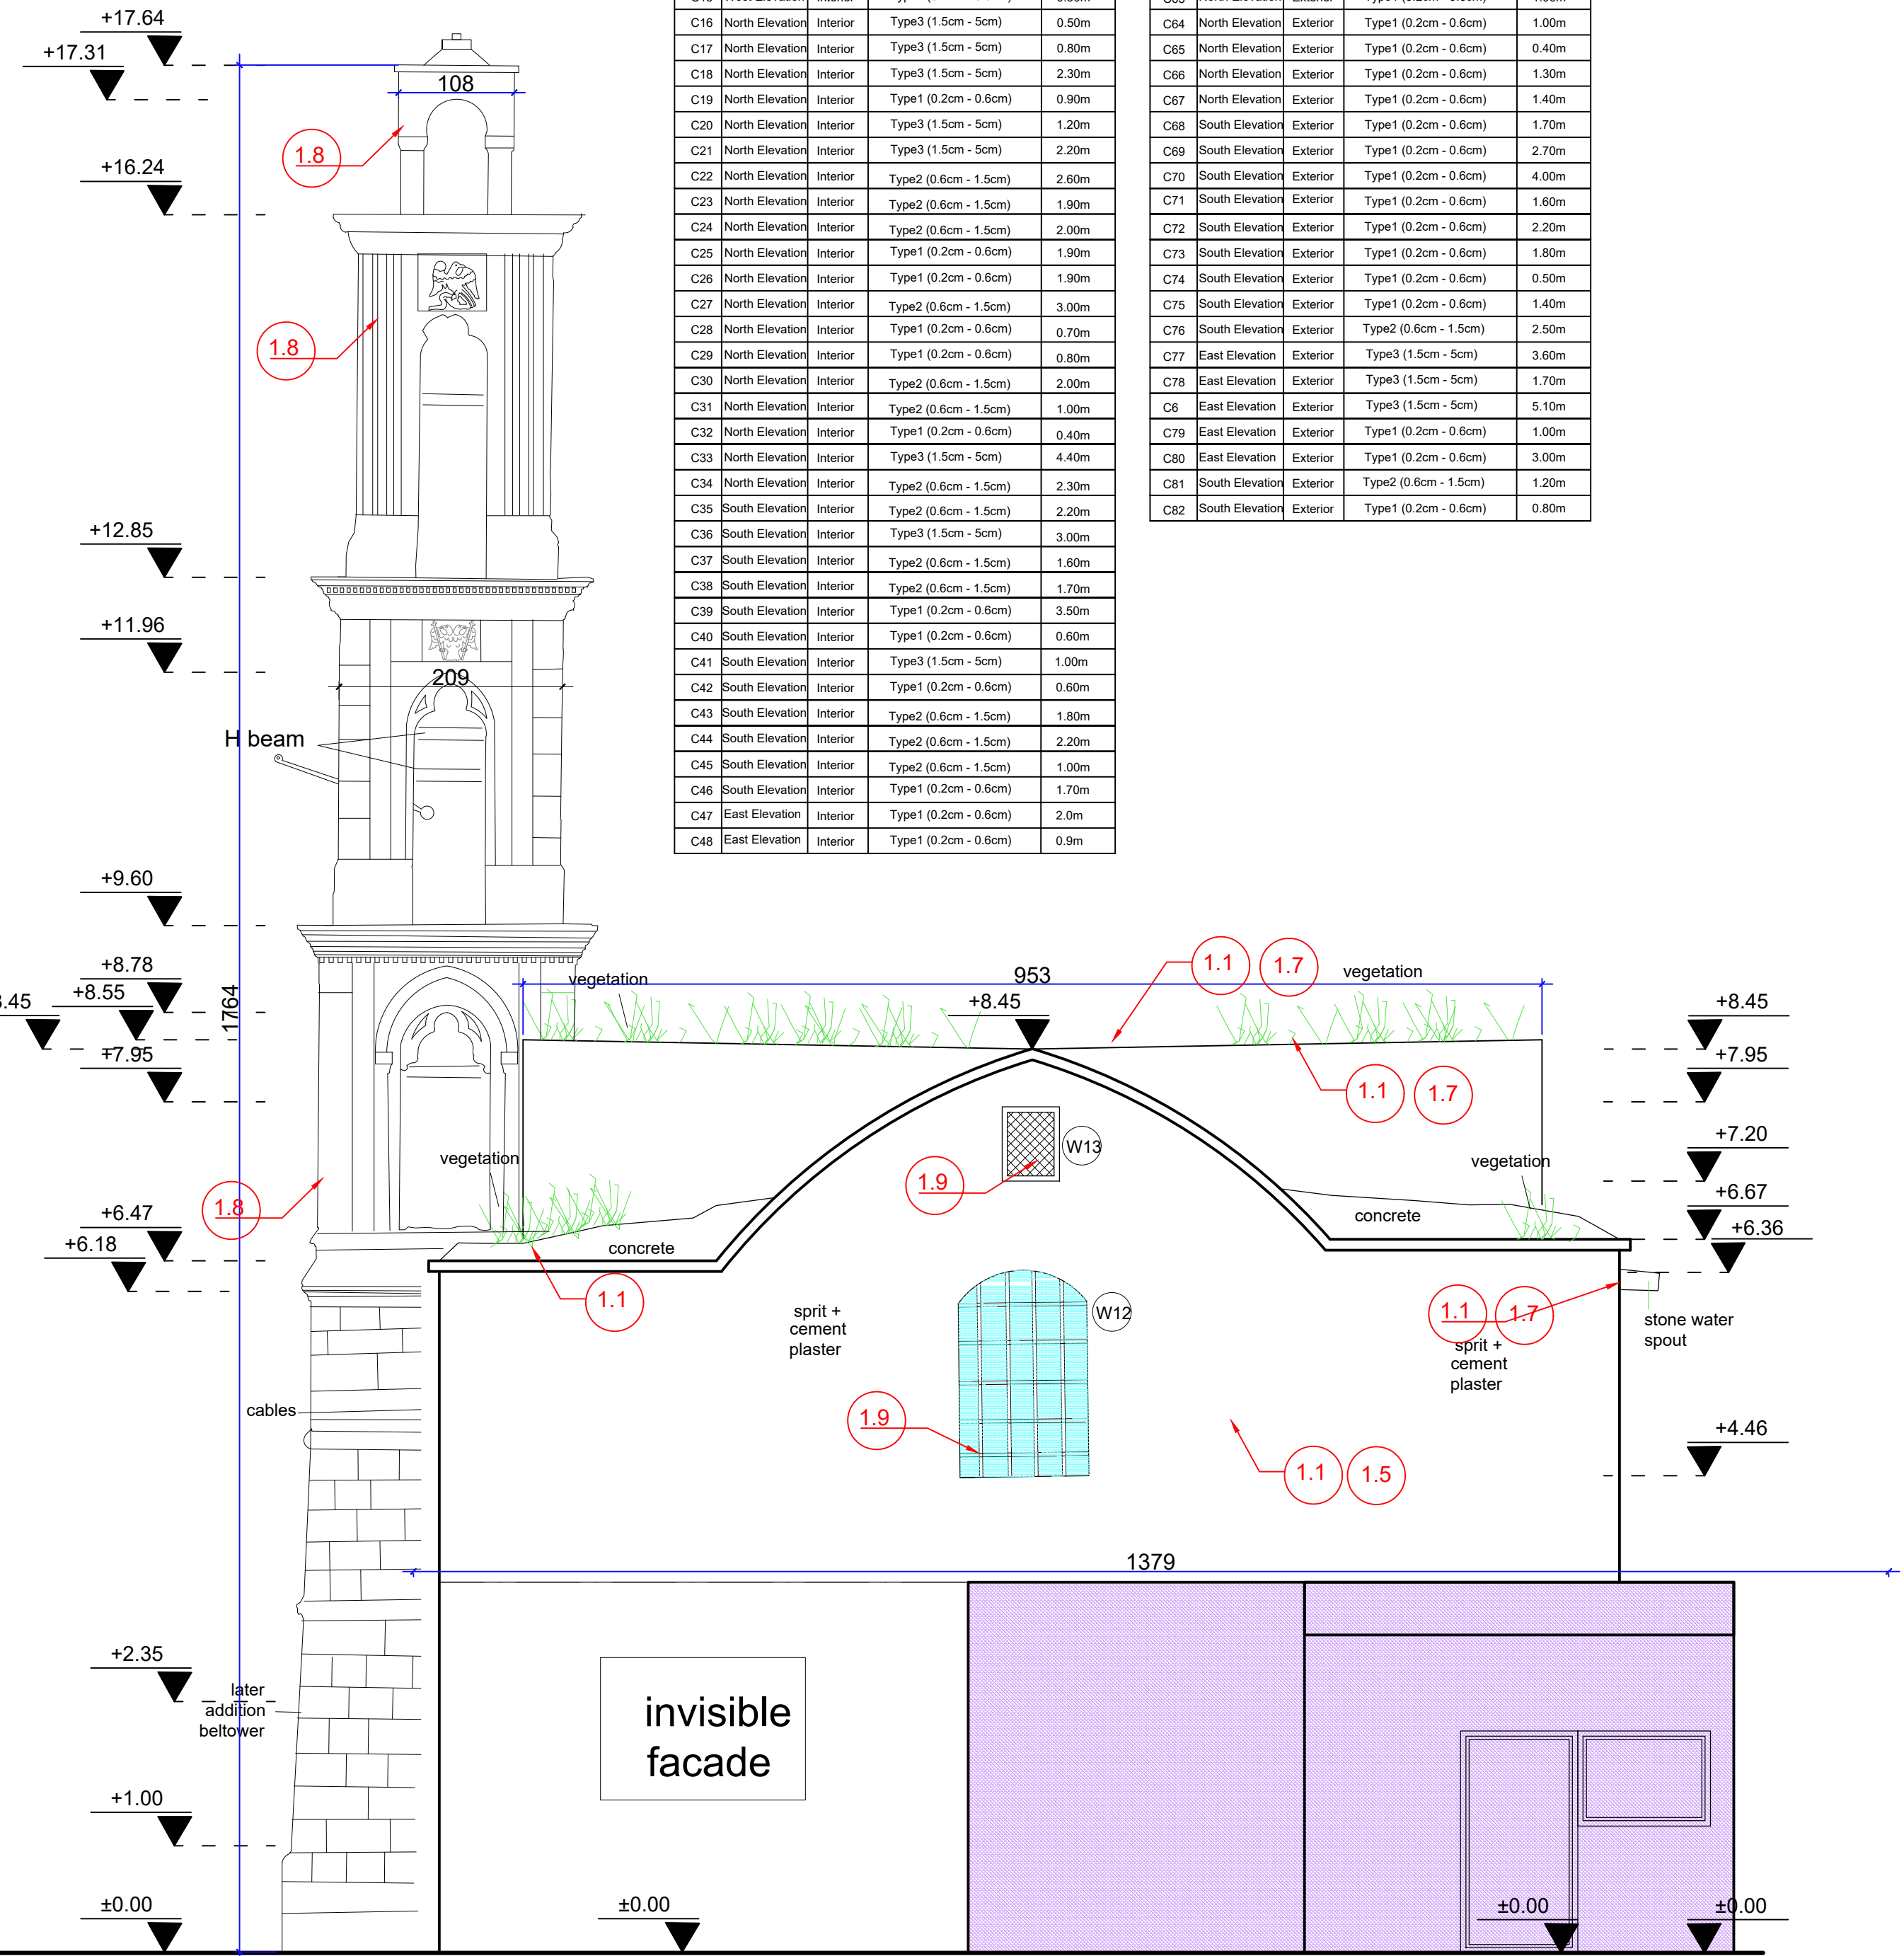 C16 North Elevation Interior Type3 (1.5cm - 5cm) 0.50m
C17 North Elevation Interior Type3 (1.5cm - 5cm) 0.80m
C18 North Elevation Interior Type3 (1.5cm - 5cm) 2.30m
C19 North Elevation Interior Type1 (0.2cm - 0.6cm) 0.90m
C20 North Elevation Interior Type3 (1.5cm - 5cm) 1.20m
C21 North Elevation Interior Type3 (1.5cm - 5cm) 2.20m
C22 North Elevation Interior Type2 (0.6cm - 1.5cm) 2.60m
C23 North Elevation Interior Type2 (0.6cm - 1.5cm) 1.90m
C24 North Elevation Interior Type2 (0.6cm - 1.5cm) 2.00m
C25 North Elevation Interior Type1 (0.2cm - 0.6cm) 1.90m
C26 North Elevation Interior Type1 (0.2cm - 0.6cm) 1.90m
C27 North Elevation Interior Type2 (0.6cm - 1.5cm) 3.00m
C28 North Elevation Interior Type1 (0.2cm - 0.6cm) 0.70m
C29 North Elevation Interior Type1 (0.2cm - 0.6cm) 0.80m
C30 North Elevation Interior Type2 (0.6cm - 1.5cm) 2.00m
C31 North Elevation Interior Type2 (0.6cm - 1.5cm) 1.00m
C32 North Elevation Interior Type1 (0.2cm - 0.6cm) 0.40m
C33 North Elevation Interior Type3 (1.5cm - 5cm) 4.40m
C34 North Elevation Interior Type2 (0.6cm - 1.5cm) 2.30m
C35 South Elevation Interior Type2 (0.6cm - 1.5cm) 2.20m
C36 South Elevation Interior Type3 (1.5cm - 5cm) 3.00m
C37 South Elevation Interior Type2 (0.6cm - 1.5cm) 1.60m
C38 South Elevation Interior Type2 (0.6cm - 1.5cm) 1.70m
C39 South Elevation Interior Type1 (0.2cm - 0.6cm) 3.50m
C40 South Elevation Interior Type1 (0.2cm - 0.6cm) 0.60m
C41 South Elevation Interior Type3 (1.5cm - 5cm) 1.00m
C42 South Elevation Interior Type1 (0.2cm - 0.6cm) 0.60m
C43 South Elevation Interior Type2 (0.6cm - 1.5cm) 1.80m
C44 South Elevation Interior Type2 (0.6cm - 1.5cm) 2.20m
C45 South Elevation Interior Type2 (0.6cm - 1.5cm) 1.00m
C46 South Elevation Interior Type1 (0.2cm - 0.6cm) 1.70m
C47 East Elevation Interior Type1 (0.2cm - 0.6cm) 2.0m
C48 East Elevation Interior Type1 (0.2cm - 0.6cm) 0.9m
C64 North Elevation Exterior Type1 (0.2cm - 0.6cm) 1.00m
C65 North Elevation Exterior Type1 (0.2cm - 0.6cm) 0.40m
C66 North Elevation Exterior Type1 (0.2cm - 0.6cm) 1.30m
C67 North Elevation Exterior Type1 (0.2cm - 0.6cm) 1.40m
C68 South Elevation Exterior Type1 (0.2cm - 0.6cm) 1.70m
C69 South Elevation Exterior Type1 (0.2cm - 0.6cm) 2.70m
C70 South Elevation Exterior Type1 (0.2cm - 0.6cm) 4.00m
C71 South Elevation Exterior Type1 (0.2cm - 0.6cm) 1.60m
C72 South Elevation Exterior Type1 (0.2cm - 0.6cm) 2.20m
C73 South Elevation Exterior Type1 (0.2cm - 0.6cm) 1.80m
C74 South Elevation Exterior Type1 (0.2cm - 0.6cm) 0.50m
C75 South Elevation Exterior Type1 (0.2cm - 0.6cm) 1.40m
C76 South Elevation Exterior Type2 (0.6cm - 1.5cm) 2.50m
C77 East Elevation Exterior Type3 (1.5cm - 5cm) 3.60m
C78 East Elevation Exterior Type3 (1.5cm - 5cm) 1.70m
C6 East Elevation Exterior Type3 (1.5cm - 5cm) 5.10m
C79 East Elevation Exterior Type1 (0.2cm - 0.6cm) 1.00m
C80 East Elevation Exterior Type1 (0.2cm - 0.6cm) 3.00m
C81 South Elevation Exterior Type2 (0.6cm - 1.5cm) 1.20m
C82 South Elevation Exterior Type1 (0.2cm - 0.6cm) 0.80m
+17.64
+17.31
108
1.8
+16.24
1.8
+12.85
+11.96
209
H beam
+9.60
+8.78
+8.55
+7.95
1764
vegetation
953
+8.45
1.1 1.7
vegetation
+8.45
+7.95
1.1 1.7
+7.20
W13
1.9
vegetation
vegetation
1.8
+6.47
+6.18
+6.67
+6.36
concrete
concrete
1.1
sprit +
cement
plaster
W12
1.1 1.7
sprit +
cement
plaster
stone water
spout
cables
1.9
+4.46
1.1 1.5
1379
+2.35
later
addition
beltower
invisible
facade
+1.00
±0.00
±0.00
±0.00
±0.00